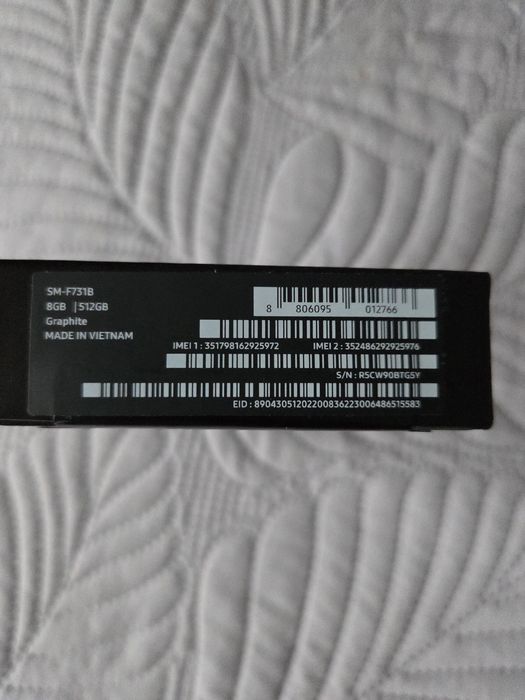 SM-F731B
8GB | 512GB
Graphite
MADE IN VIETNAM
8 806095 012766
IMEI 1 : 351798162925972 IMEI 2 : 352486292925976
S/N : R5CW90BTG5Y
EID : 89043051202200836223006486515583